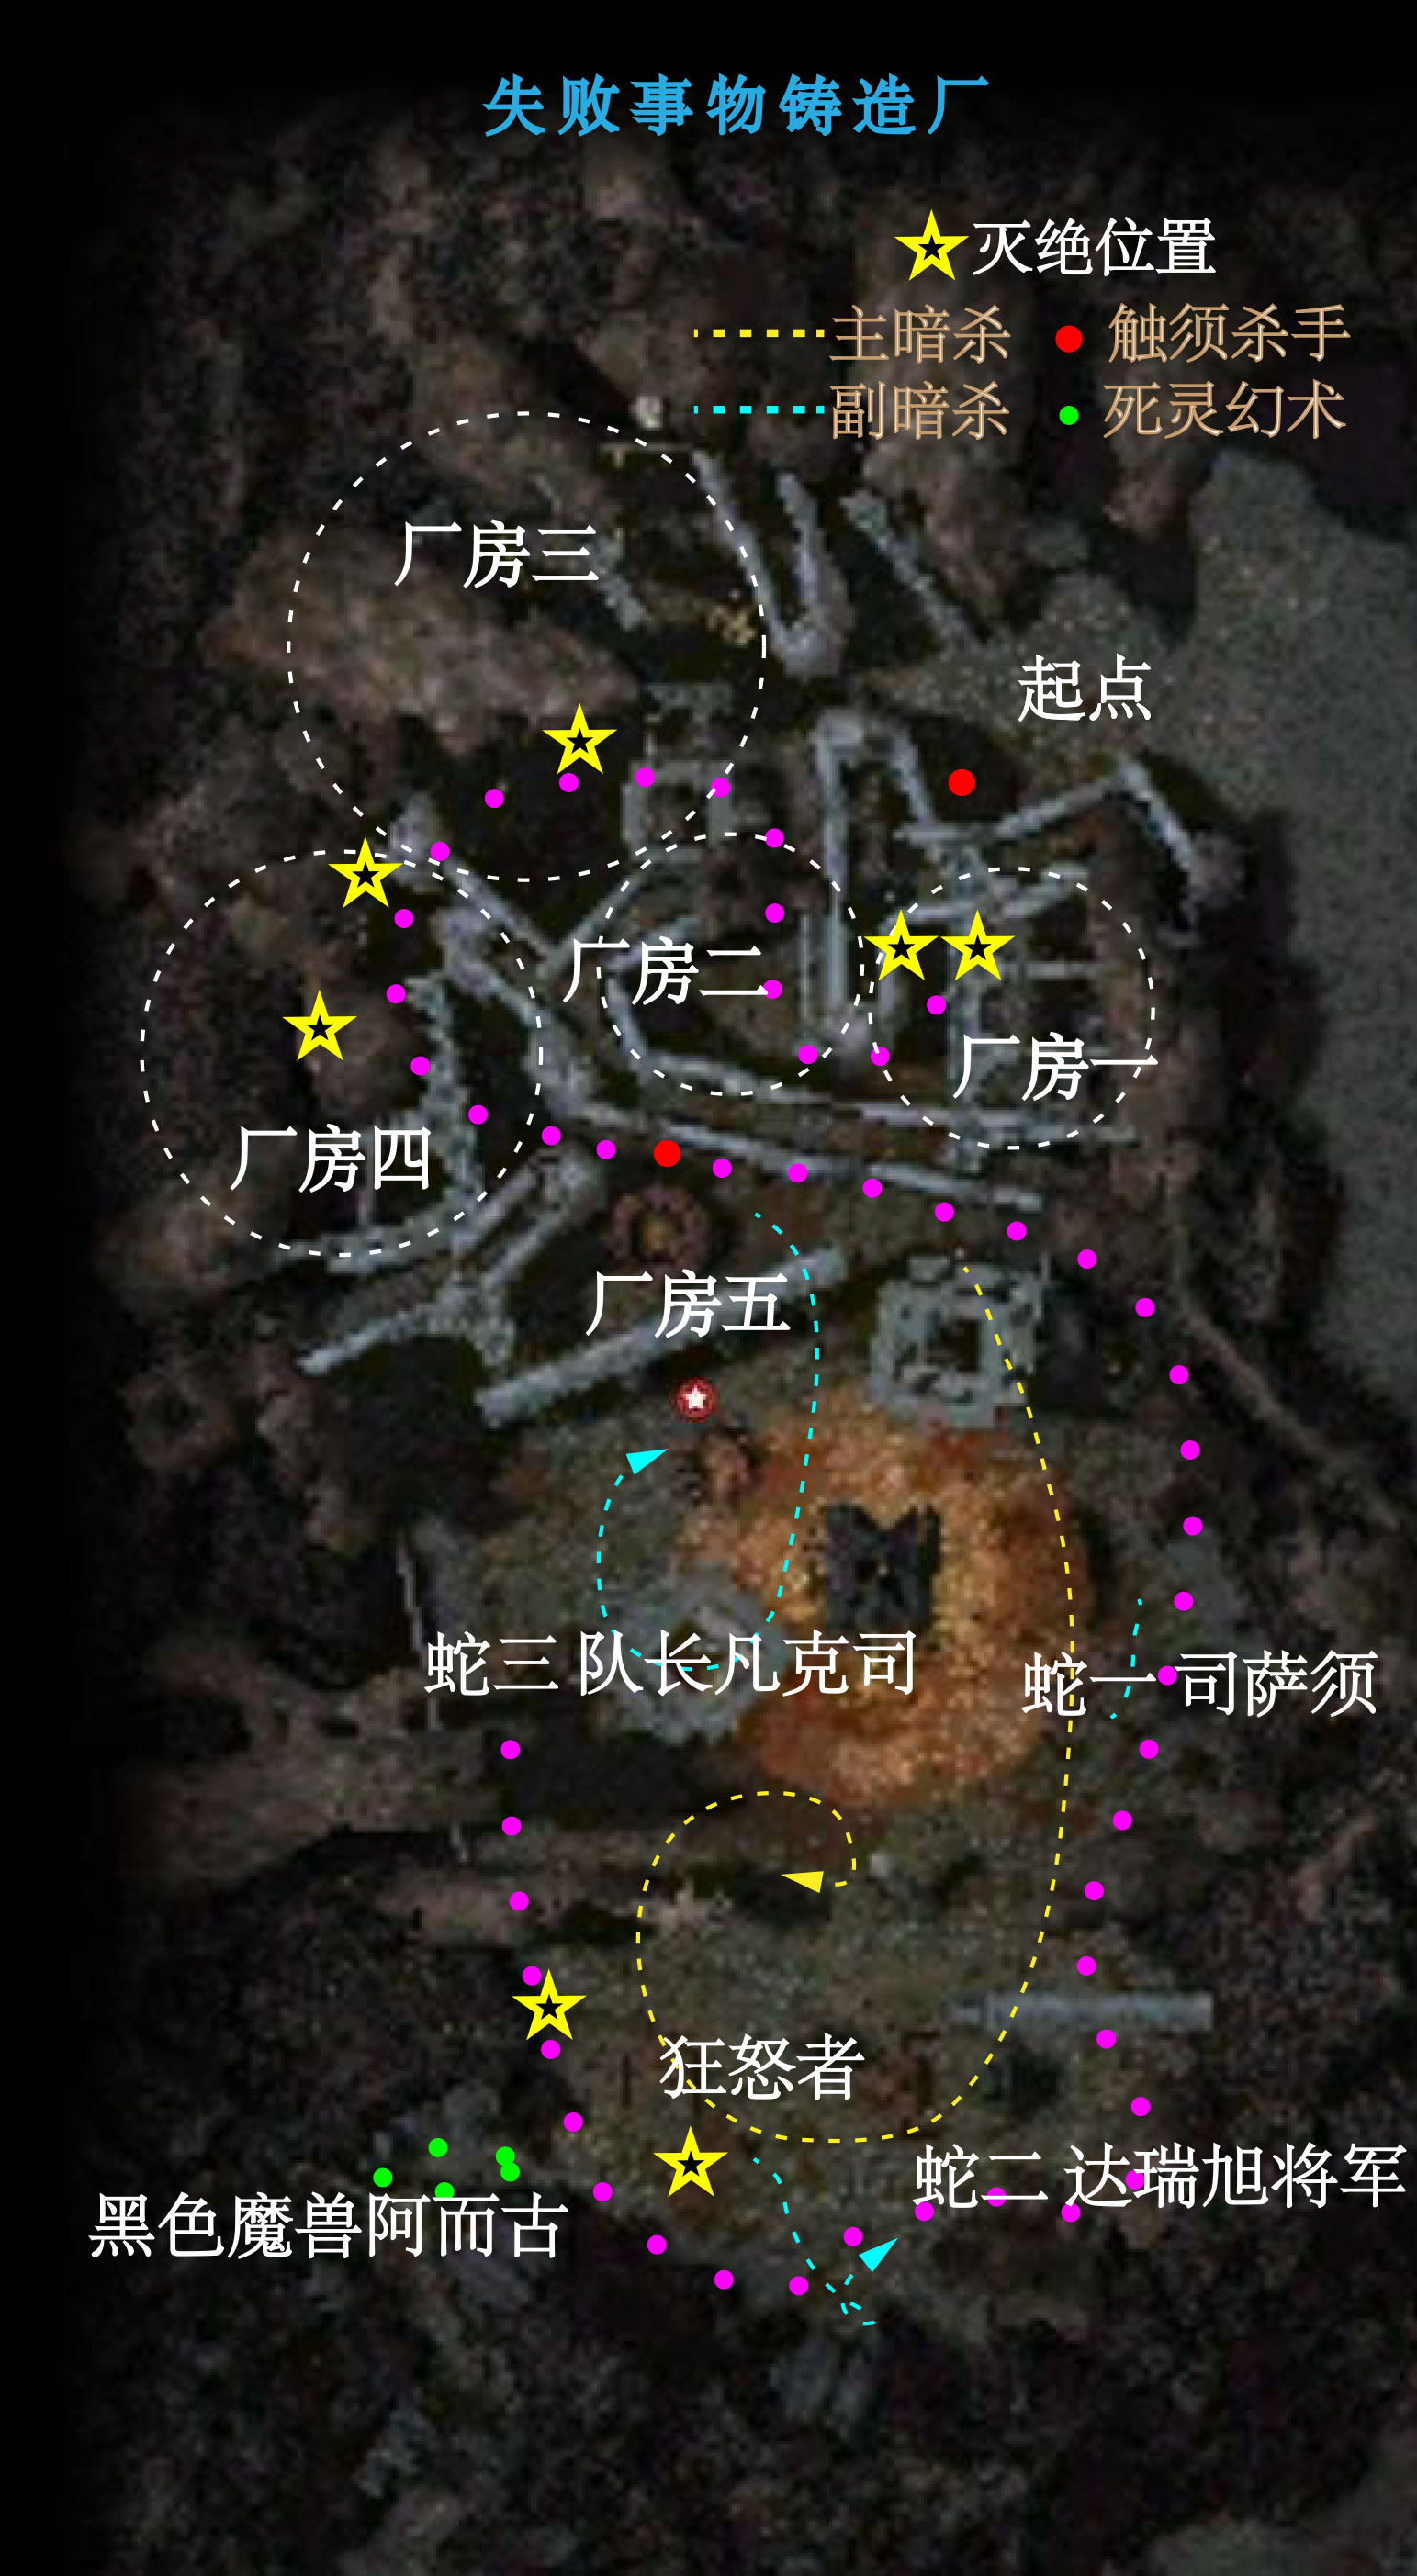 失败事物铸造厂
灭绝位置
主暗杀 触须杀手
副暗杀 死灵幻术
厂房三
起点
厂房二
厂房一
厂房四
厂房五
蛇三 队长凡克司
蛇一 司萨须
狂怒者
蛇二 达瑞旭将军
黑色魔兽阿而古